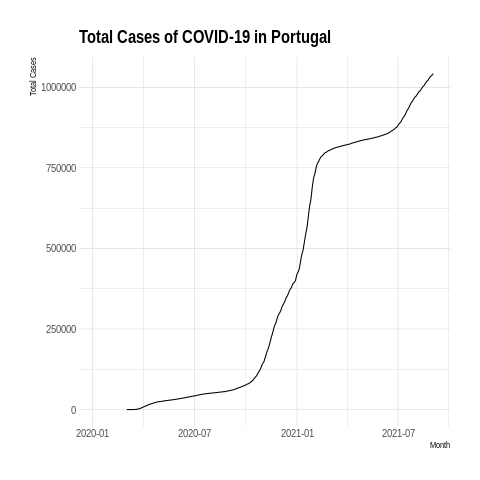 Total Cases of COVID-19 in Portugal
Total Cases
1000000
750000
500000
250000
0
2020-01 2020-07 2021-01 2021-07
Month